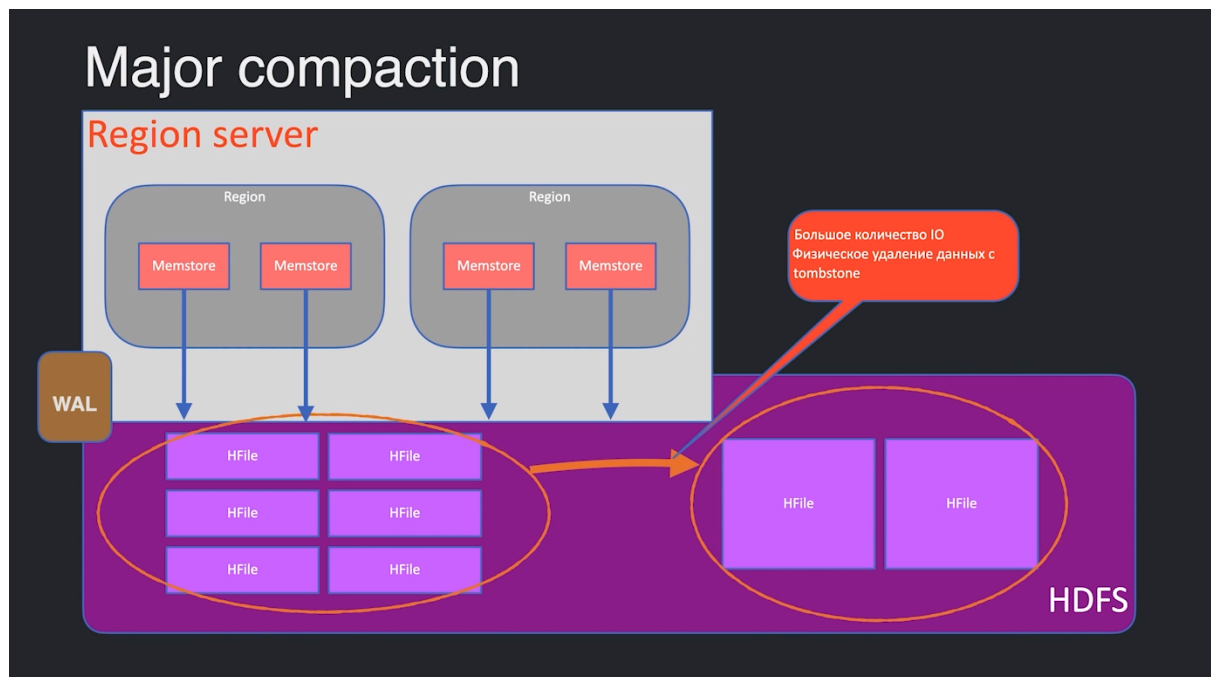 Major compaction
Region server
Region
Region
Memstore
Memstore
Memstore
Memstore
Большое количество IO
Физическое удаление данных с
tombstone
WAL
HFile
HFile
HFile
HFile
HFile
HFile
HFile
HFile
HDFS